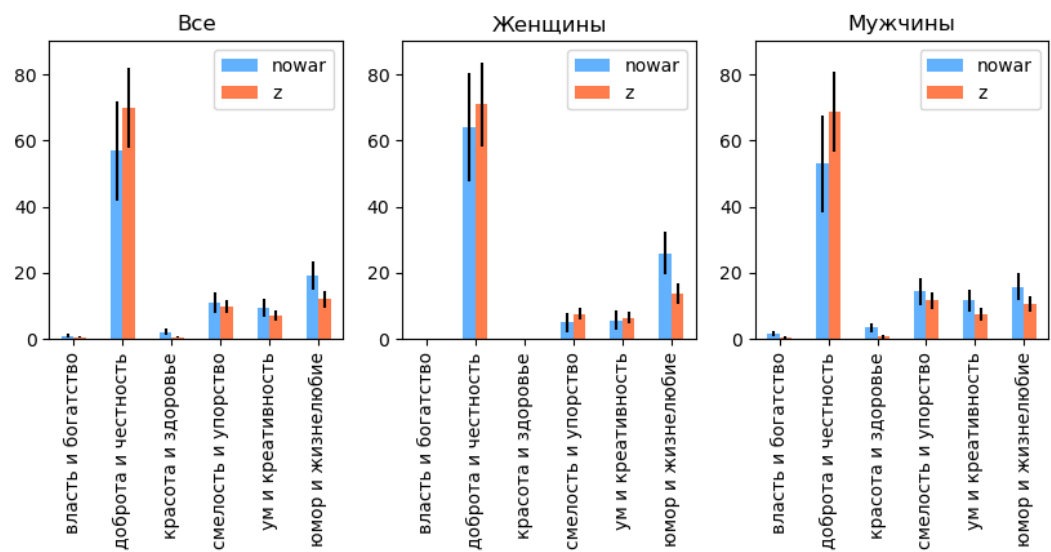 Все
80
60
40
20
0
nowar
z
власть и богатство
доброта и честность
красота и здоровье
смелость и упорство
ум и креативность
юмор и жизнелюбие
Женщины
80
60
40
20
0
nowar
z
власть и богатство
доброта и честность
красота и здоровье
смелость и упорство
ум и креативность
юмор и жизнелюбие
Мужчины
80
60
40
20
0
nowar
z
власть и богатство
доброта и честность
красота и здоровье
смелость и упорство
ум и креативность
юмор и жизнелюбие